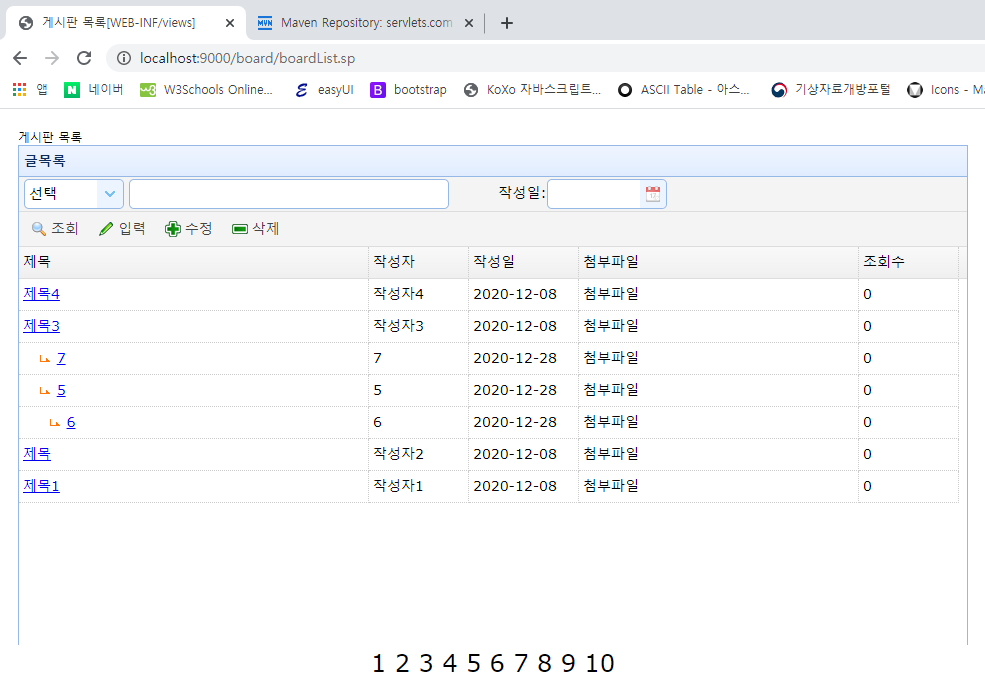 게시판 목록[WEB-INF/views] Maven Repository: servlets.com
localhost:9000/board/boardList.sp
앱 네이버 W3Schools Online... easyUI bootstrap KoXo 자바스크립트... ASCII Table - 아스... 기상자료개방포털 Icons - Ma
게시판 목록
글목록
선택 작성일:
조회 입력 수정 삭제
제목 작성자 작성일 첨부파일 조회수
제목4 작성자4 2020-12-08 첨부파일 0
제목3 작성자3 2020-12-08 첨부파일 0
7 7 2020-12-28 첨부파일 0
5 5 2020-12-28 첨부파일 0
6 6 2020-12-28 첨부파일 0
제목 작성자2 2020-12-08 첨부파일 0
제목1 작성자1 2020-12-08 첨부파일 0
1 2 3 4 5 6 7 8 9 10